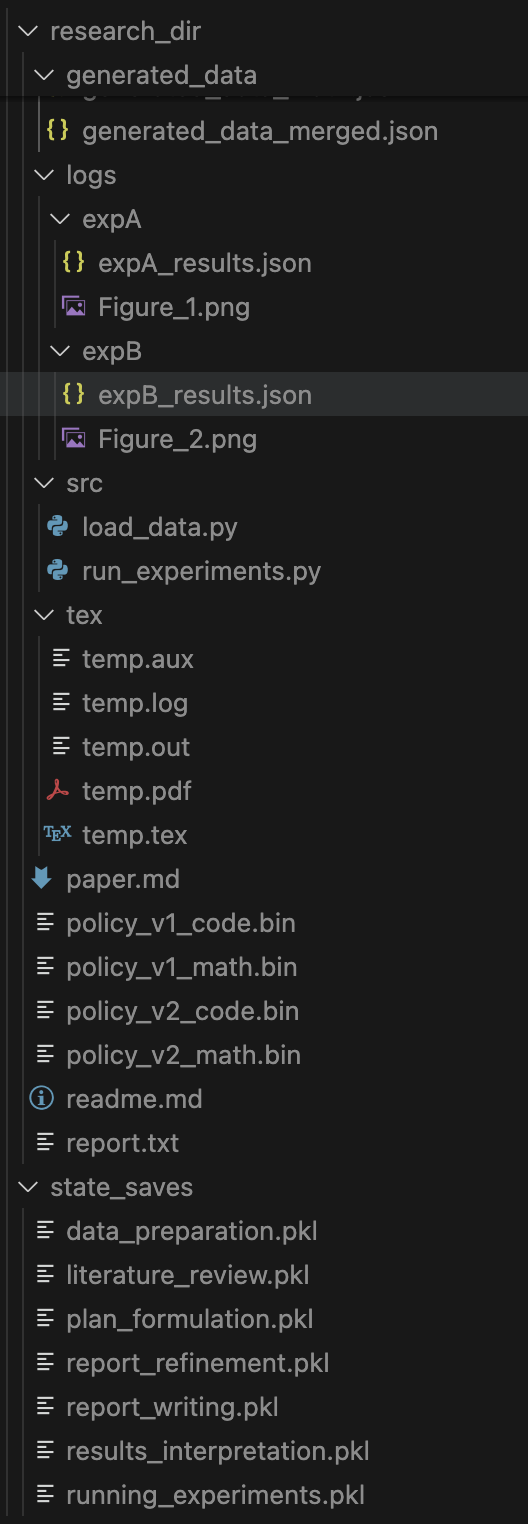 research_dir
generated_data
generated_data_merged.json
logs
expA
expA_results.json
Figure_1.png
expB
expB_results.json
Figure_2.png
src
load_data.py
run_experiments.py
tex
temp.aux
temp.log
temp.out
temp.pdf
temp.tex
paper.md
policy_v1_code.bin
policy_v1_math.bin
policy_v2_code.bin
policy_v2_math.bin
readme.md
report.txt
state_saves
data_preparation.pkl
literature_review.pkl
plan_formulation.pkl
report_refinement.pkl
report_writing.pkl
results_interpretation.pkl
running_experiments.pkl